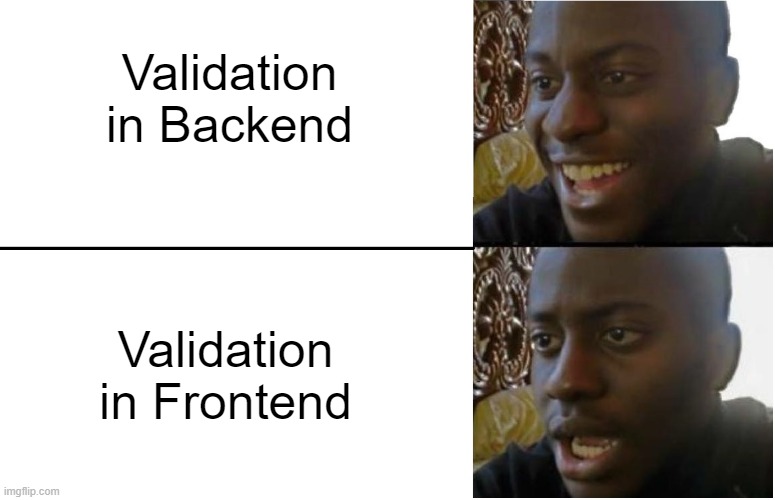 Validation
in Backend
Validation
in Frontend
imgflip.com